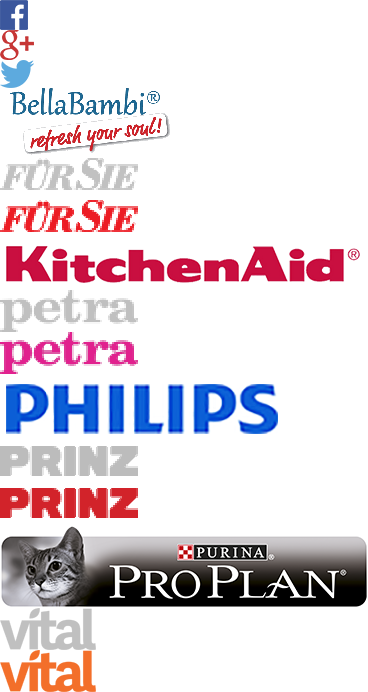 f
g+
BellaBambi®
refresh your soul!
FÜR SIE
FÜR SIE
KitchenAid®
petra
petra
PHILIPS
PRINZ
PRINZ
PURINA®
PRO PLAN®
vital
vital